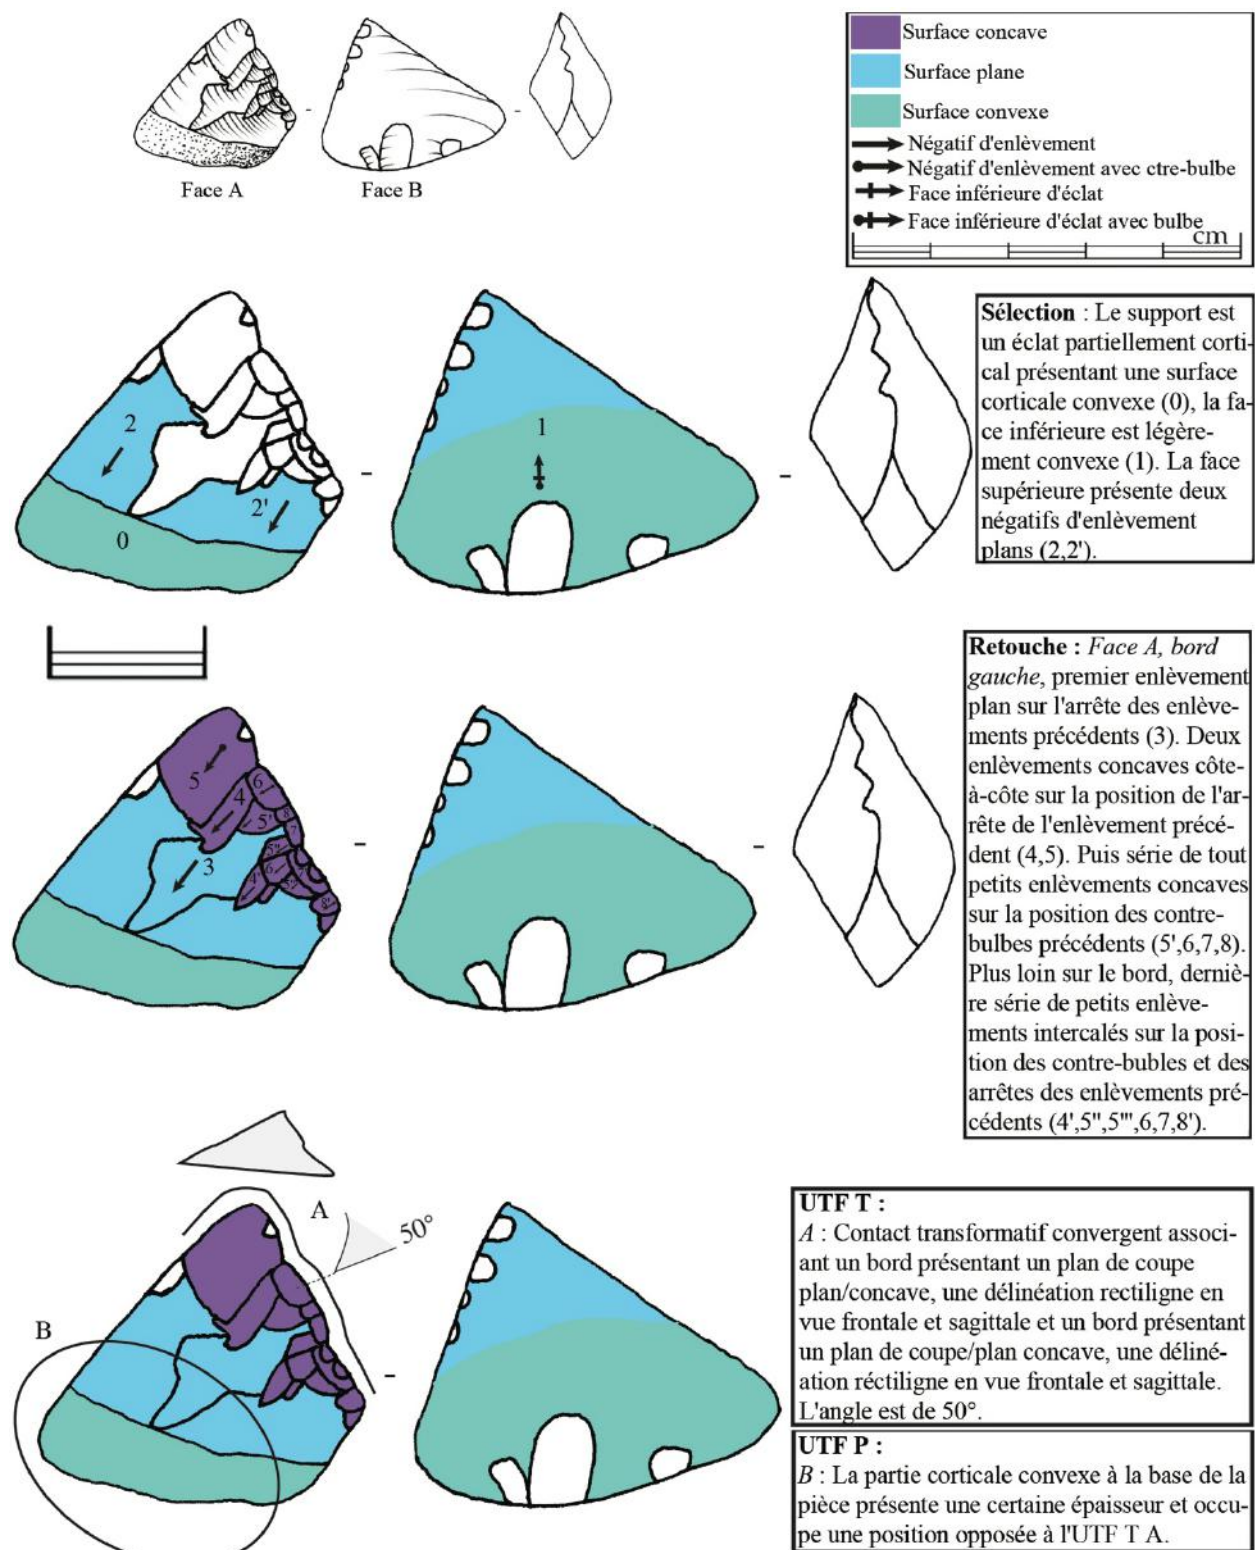 Face A
Face B
Surface concave
Surface plane
Surface convexe
Négatif d'enlèvement
Négatif d'enlèvement avec ctre-bulbe
Face inférieure d'éclat
Face inférieure d'éclat avec bulbe
cm
2
2'
0
1
Sélection : Le support est
un éclat partiellement corti-
cal présentant une surface
corticale convexe (0), la fa-
ce inférieure est légère-
ment convexe (1). La face
supérieure présente deux
négatifs d'enlèvement
plans (2,2').
5
4
6
5'
8
7
3
5''
6
4'
5'''
7
8'
Retouche : Face A, bord
gauche, premier enlèvement
plan sur l'arrête des enlève-
ments précédents (3). Deux
enlèvements concaves côte-
à-côte sur la position de l'ar-
rête de l'enlèvement précé-
dent (4,5). Puis série de tout
petits enlèvements concaves
sur la position des contre-
bulbes précédents (5',6,7,8).
Plus loin sur le bord, derniè-
re série de petits enlève-
ments intercalés sur la posi-
tion des contre-bubles et des
arrêtes des enlèvements pré-
cédents (4',5'',5''',6,7,8').
A
50°
B
UTF T :
A : Contact transformatif convergent associ-
ant un bord présentant un plan de coupe
plan/concave, une délinéation rectiligne en
vue frontale et sagittale et un bord présentant
un plan de coupe/plan concave, une déliné-
ation réctiligne en vue frontale et sagittale.
L'angle est de 50°.
UTF P :
B : La partie corticale convexe à la base de la
pièce présente une certaine épaisseur et occu-
pe une position opposée à l'UTF T A.